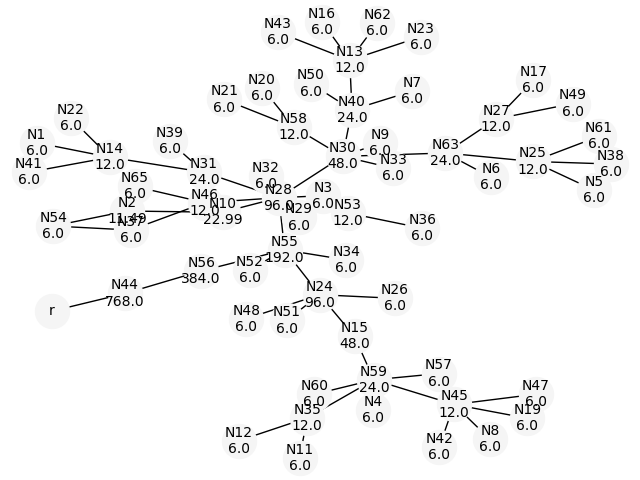 N43
6.0
N16
6.0
N62
6.0
N23
6.0
N13
12.0
N50
6.0
N7
6.0
N40
24.0
N20
6.0
N21
6.0
N58
12.0
N17
6.0
N49
6.0
N27
12.0
N22
6.0
N1
6.0
N41
6.0
N14
12.0
N39
6.0
N31
24.0
N30
48.0
N9
6.0
N33
6.0
N63
24.0
N6
6.0
N25
12.0
N61
6.0
N38
6.0
N5
6.0
N65
6.0
N32
6.0
N28
96.0
N3
6.0
N29
6.0
N53
12.0
N36
6.0
N46
12.0
N10
22.99
N2
11.49
N37
6.0
N54
6.0
N55
192.0
N34
6.0
N52
6.0
N56
384.0
N44
768.0
r
N24
96.0
N26
6.0
N48
6.0
N51
6.0
N15
48.0
N59
24.0
N57
6.0
N60
6.0
N4
6.0
N35
12.0
N12
6.0
N11
6.0
N45
12.0
N47
6.0
N19
6.0
N8
6.0
N42
6.0